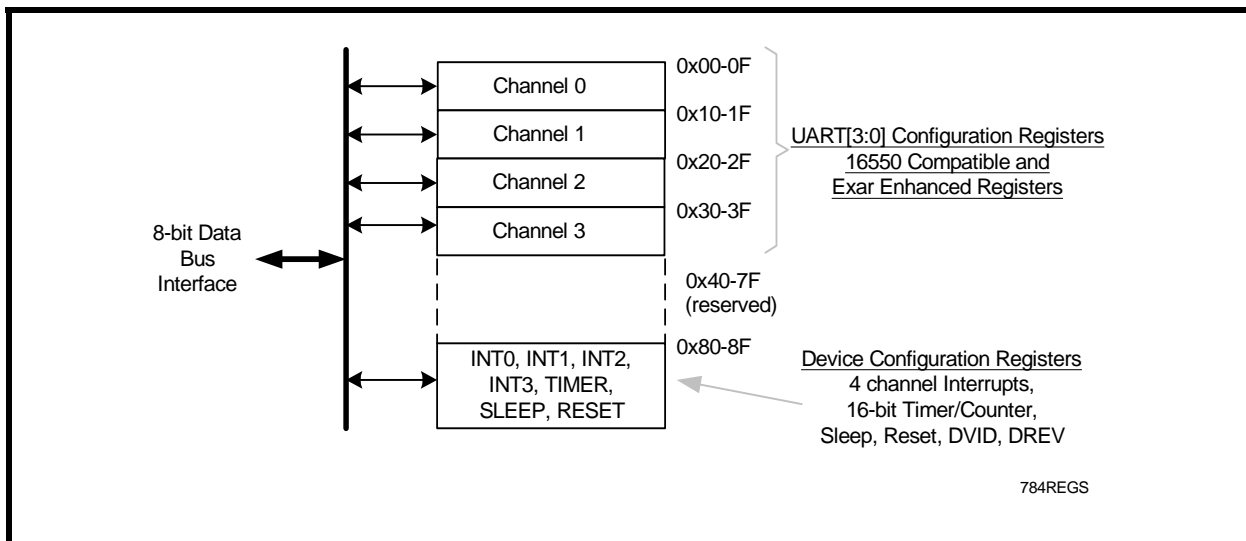 8-bit Data
Bus
Interface
Channel 0
0x00-0F
Channel 1
0x10-1F
Channel 2
0x20-2F
Channel 3
0x30-3F
UART[3:0] Configuration Registers
16550 Compatible and
Exar Enhanced Registers
0x40-7F
(reserved)
INT0, INT1, INT2,
INT3, TIMER,
SLEEP, RESET
0x80-8F
Device Configuration Registers
4 channel Interrupts,
16-bit Timer/Counter,
Sleep, Reset, DVID, DREV
784REGS